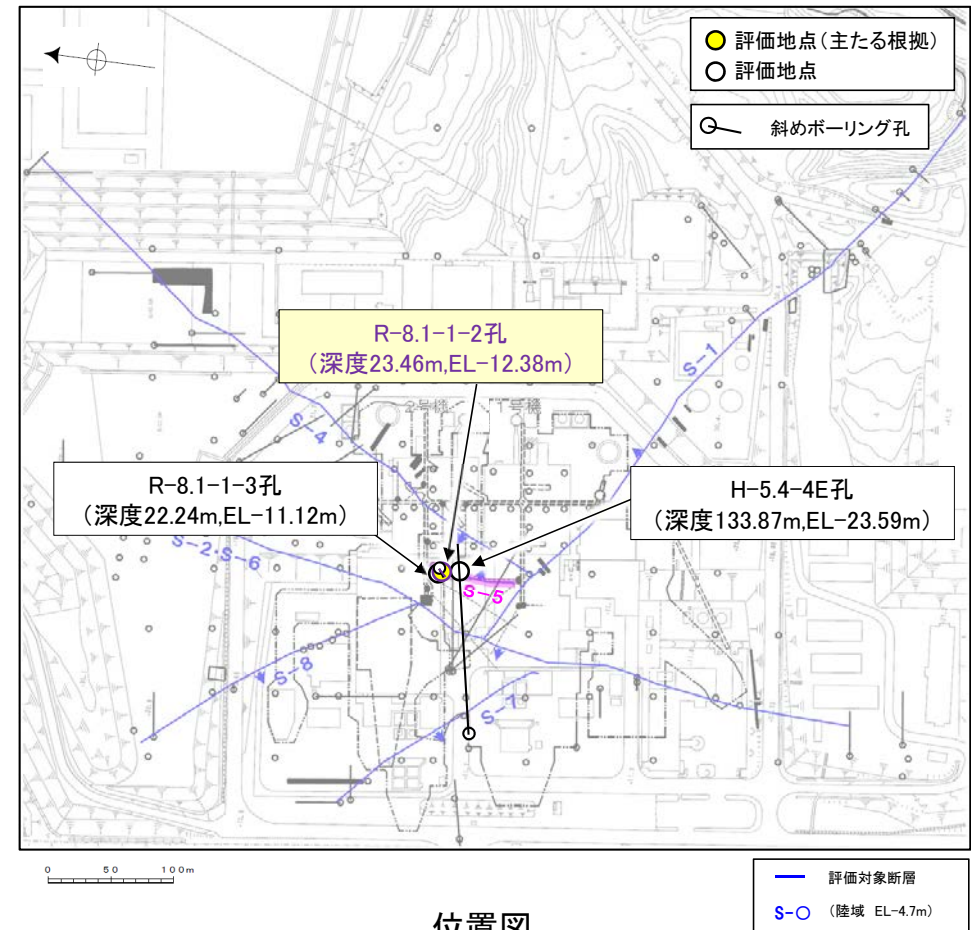 評価地点(主たる根拠)
評価地点
斜めボーリング孔
S-1
R-8.1-1-2孔
(深度23.46m,EL-12.38m)
2号機
1号機
S-4
R-8.1-1-3孔
(深度22.24m,EL-11.12m)
H-5.4-4E孔
(深度133.87m,EL-23.59m)
S-2・S-6
S-5
S-8
S-7
0 50 100m
評価対象断層
S-○ (陸域 EL-4.7m)
位置図